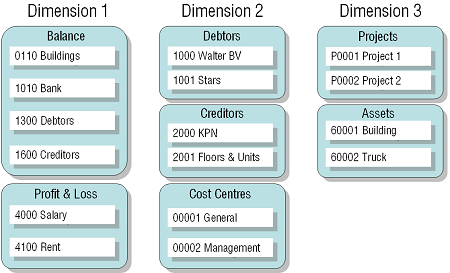 Dimension 1
Balance
0110 Buildings
1010 Bank
1300 Debtors
1600 Creditors
Profit & Loss
4000 Salary
4100 Rent
Dimension 2
Debtors
1000 Walter BV
1001 Stars
Creditors
2000 KPN
2001 Floors & Units
Cost Centres
00001 General
00002 Management
Dimension 3
Projects
P0001 Project 1
P0002 Project 2
Assets
60001 Building
60002 Truck